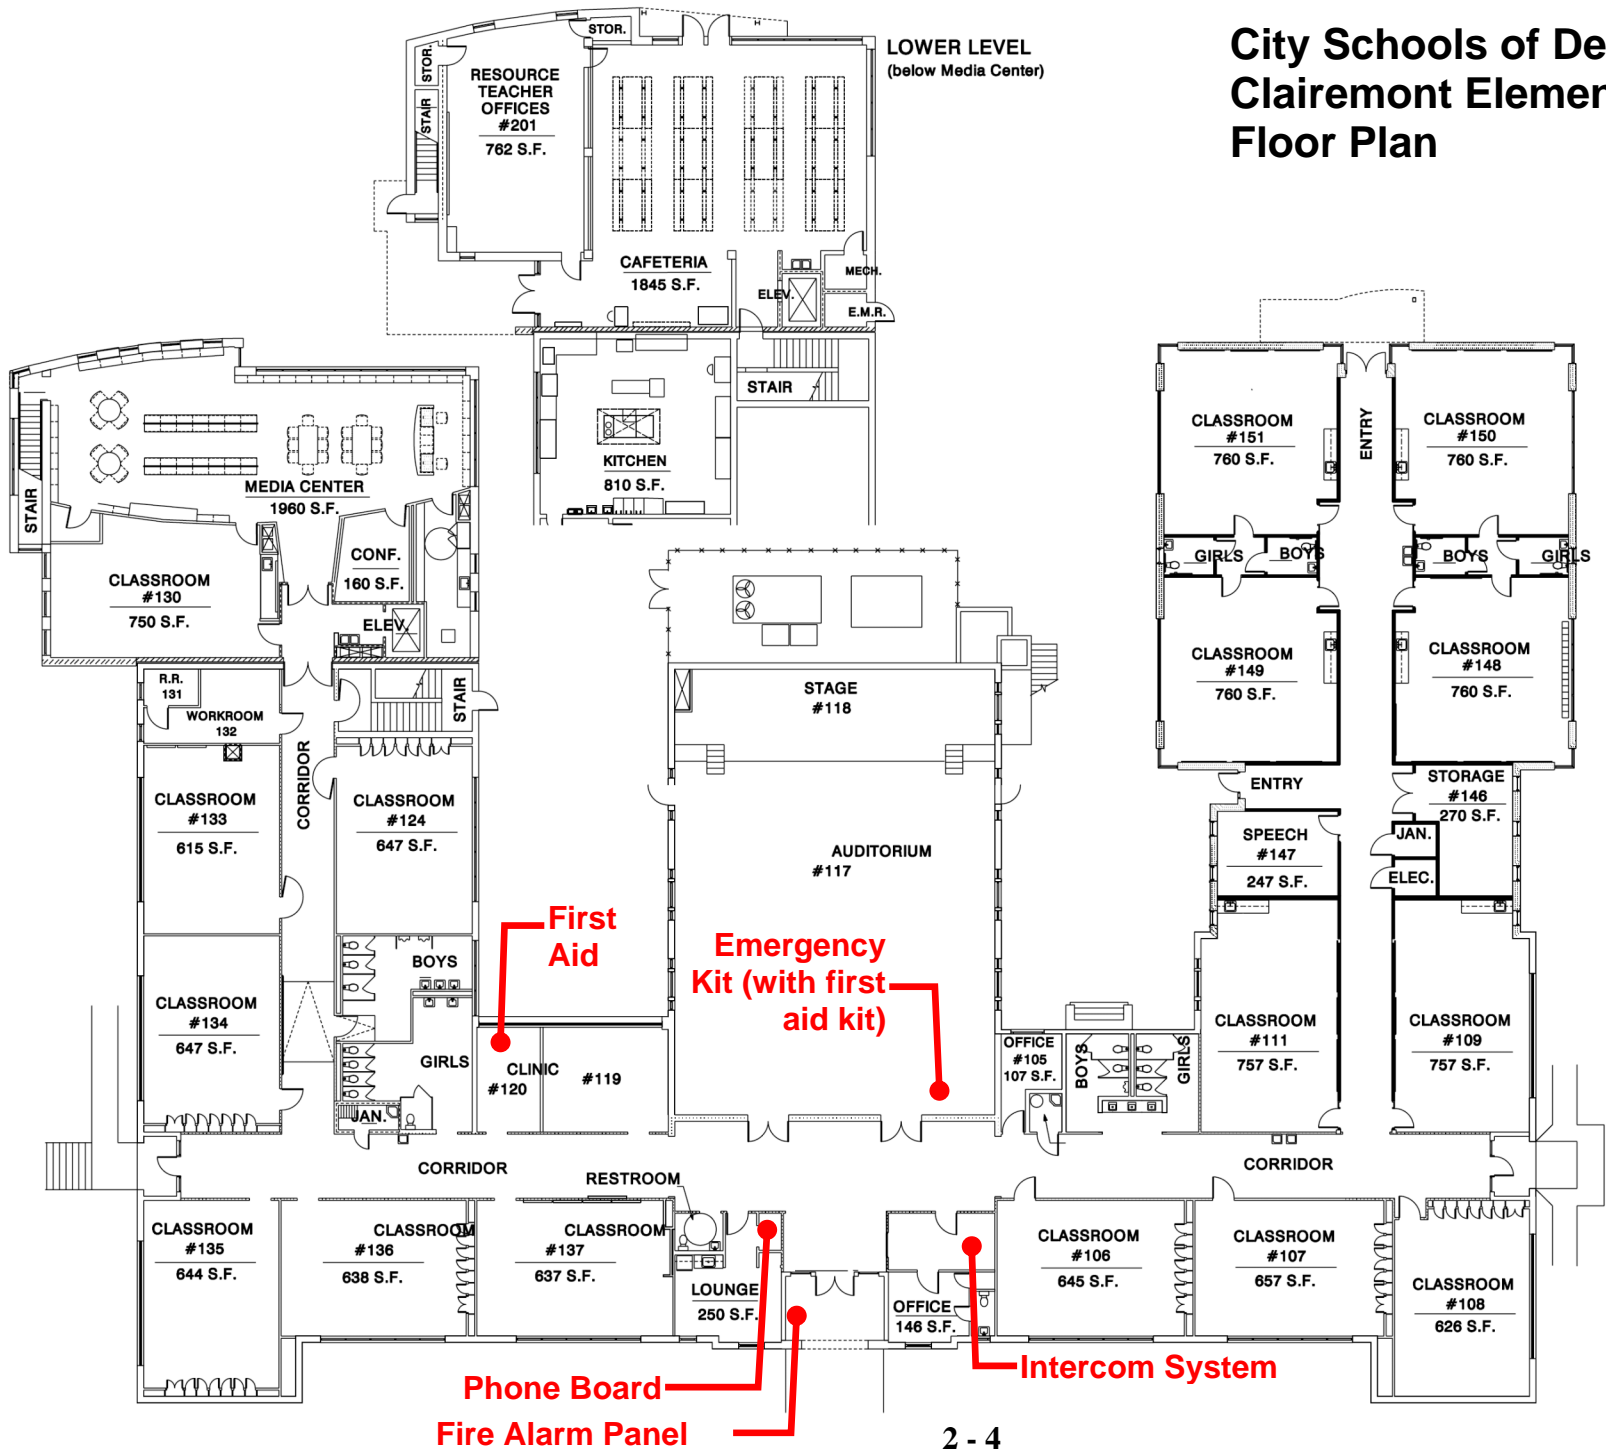 City Schools of De
Clairemont Elemen
Floor Plan
LOWER LEVEL
(below Media Center)
STOR.
STOR.
STAIR
RESOURCE
TEACHER
OFFICES
#201
762 S.F.
CAFETERIA
1845 S.F.
ELEV.
MECH.
E.M.R.
STAIR
KITCHEN
810 S.F.
MEDIA CENTER
1960 S.F.
STAIR
CONF.
160 S.F.
CLASSROOM
#130
750 S.F.
ELEV.
R.R.
131
WORKROOM
132
STAIR
CORRIDOR
CLASSROOM
#133
615 S.F.
CLASSROOM
#124
647 S.F.
STAGE
#118
AUDITORIUM
#117
CLASSROOM
#151
760 S.F.
ENTRY
CLASSROOM
#150
760 S.F.
GIRLS
BOYS
BOYS
GIRLS
CLASSROOM
#149
760 S.F.
CLASSROOM
#148
760 S.F.
ENTRY
STORAGE
#146
270 S.F.
SPEECH
#147
247 S.F.
JAN.
ELEC.
First
Aid
Emergency
Kit (with first
aid kit)
BOYS
CLASSROOM
#134
647 S.F.
GIRLS
CLINIC
#120
#119
JAN.
OFFICE
#105
107 S.F.
BOYS
GIRLS
CLASSROOM
#111
757 S.F.
CLASSROOM
#109
757 S.F.
CORRIDOR
RESTROOM
CORRIDOR
CLASSROOM
#135
644 S.F.
CLASSROOM
#136
638 S.F.
CLASSROOM
#137
637 S.F.
LOUNGE
250 S.F.
OFFICE
146 S.F.
CLASSROOM
#106
645 S.F.
CLASSROOM
#107
657 S.F.
CLASSROOM
#108
626 S.F.
Intercom System
Phone Board
Fire Alarm Panel
2 - 4